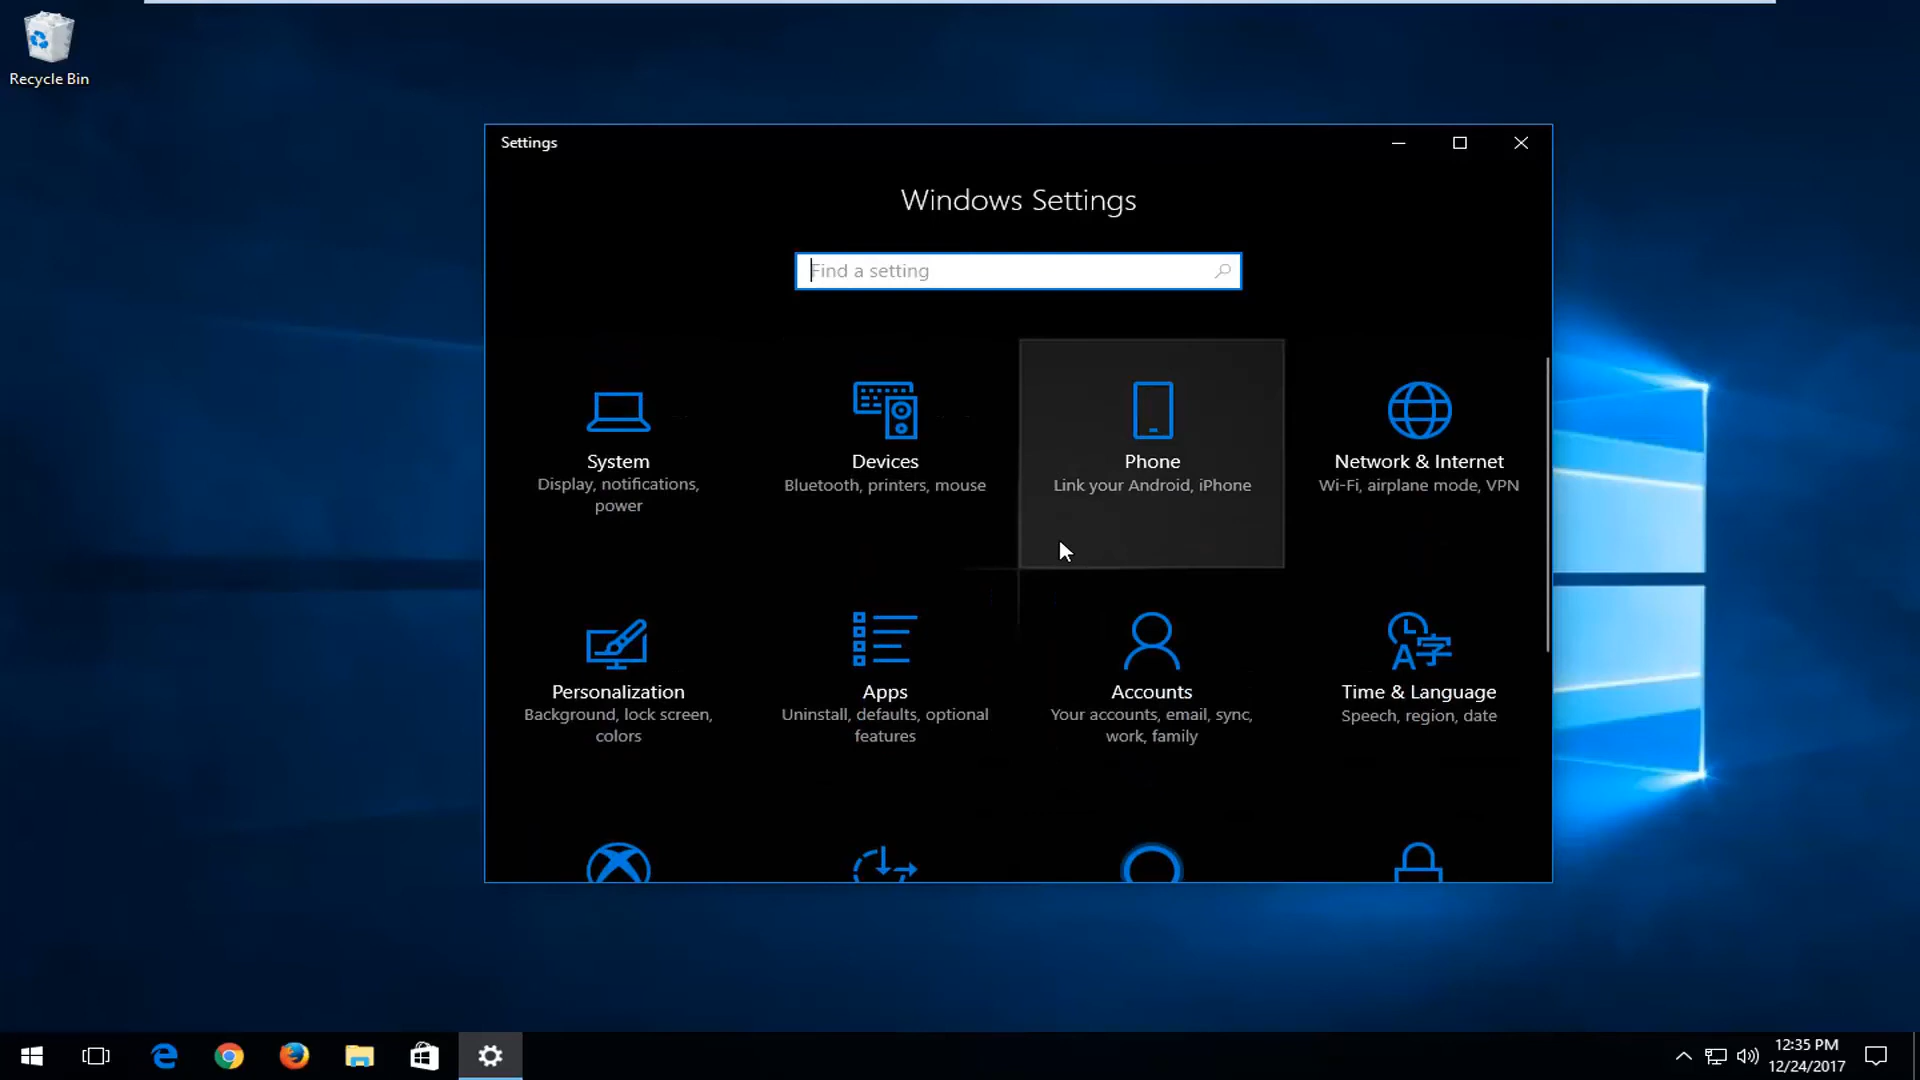 Recycle Bin
Settings
Windows Settings
Find a setting
System
Display, notifications,
power
Devices
Bluetooth, printers, mouse
Phone
Link your Android, iPhone
Network & Internet
Wi-Fi, airplane mode, VPN
Personalization
Background, lock screen,
colors
Apps
Uninstall, defaults, optional
features
Accounts
Your accounts, email, sync,
work, family
Time & Language
Speech, region, date
A字
12:35 PM
12/24/2017